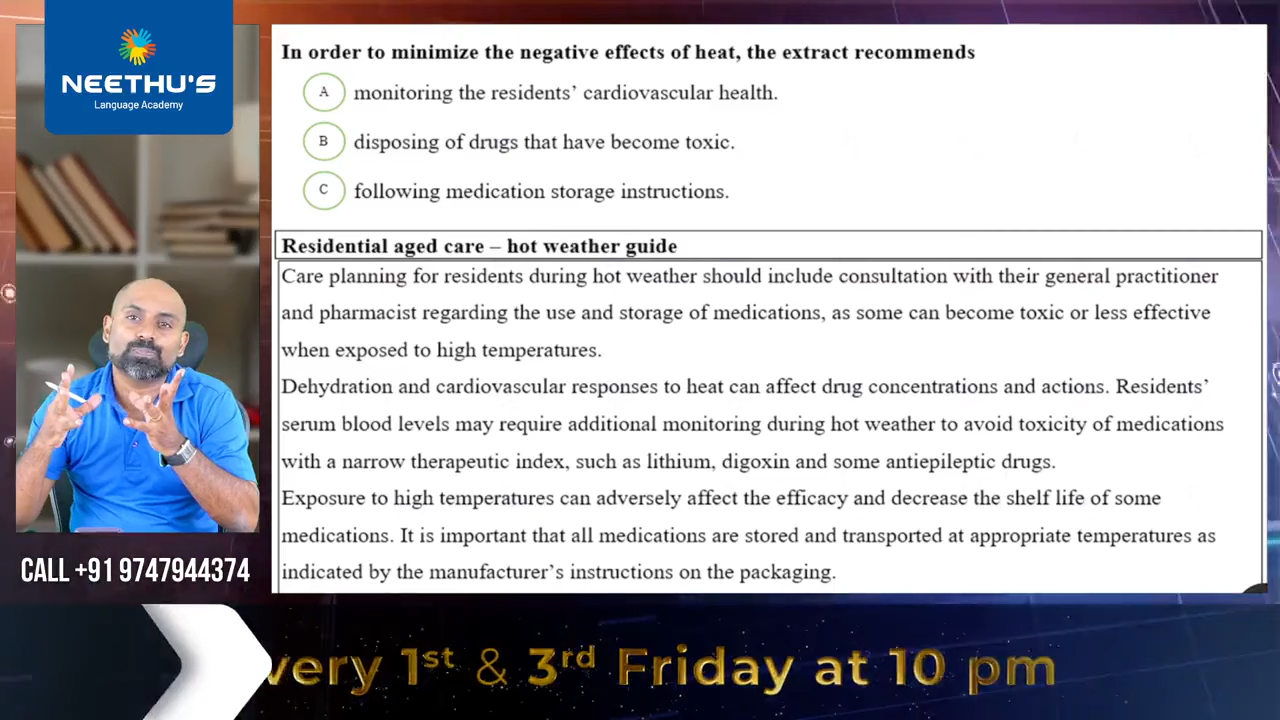 NEETHU'S
Language Academy
In order to minimize the negative effects of heat, the extract recommends
A monitoring the residents' cardiovascular health.
B disposing of drugs that have become toxic.
C following medication storage instructions.
Residential aged care – hot weather guide
Care planning for residents during hot weather should include consultation with their general practitioner
and pharmacist regarding the use and storage of medications, as some can become toxic or less effective
when exposed to high temperatures.
Dehydration and cardiovascular responses to heat can affect drug concentrations and actions. Residents'
serum blood levels may require additional monitoring during hot weather to avoid toxicity of medications
with a narrow therapeutic index, such as lithium, digoxin and some antiepileptic drugs.
Exposure to high temperatures can adversely affect the efficacy and decrease the shelf life of some
medications. It is important that all medications are stored and transported at appropriate temperatures as
indicated by the manufacturer's instructions on the packaging.
CALL +91 9747944374
very 1st & 3rd Friday at 10 pm